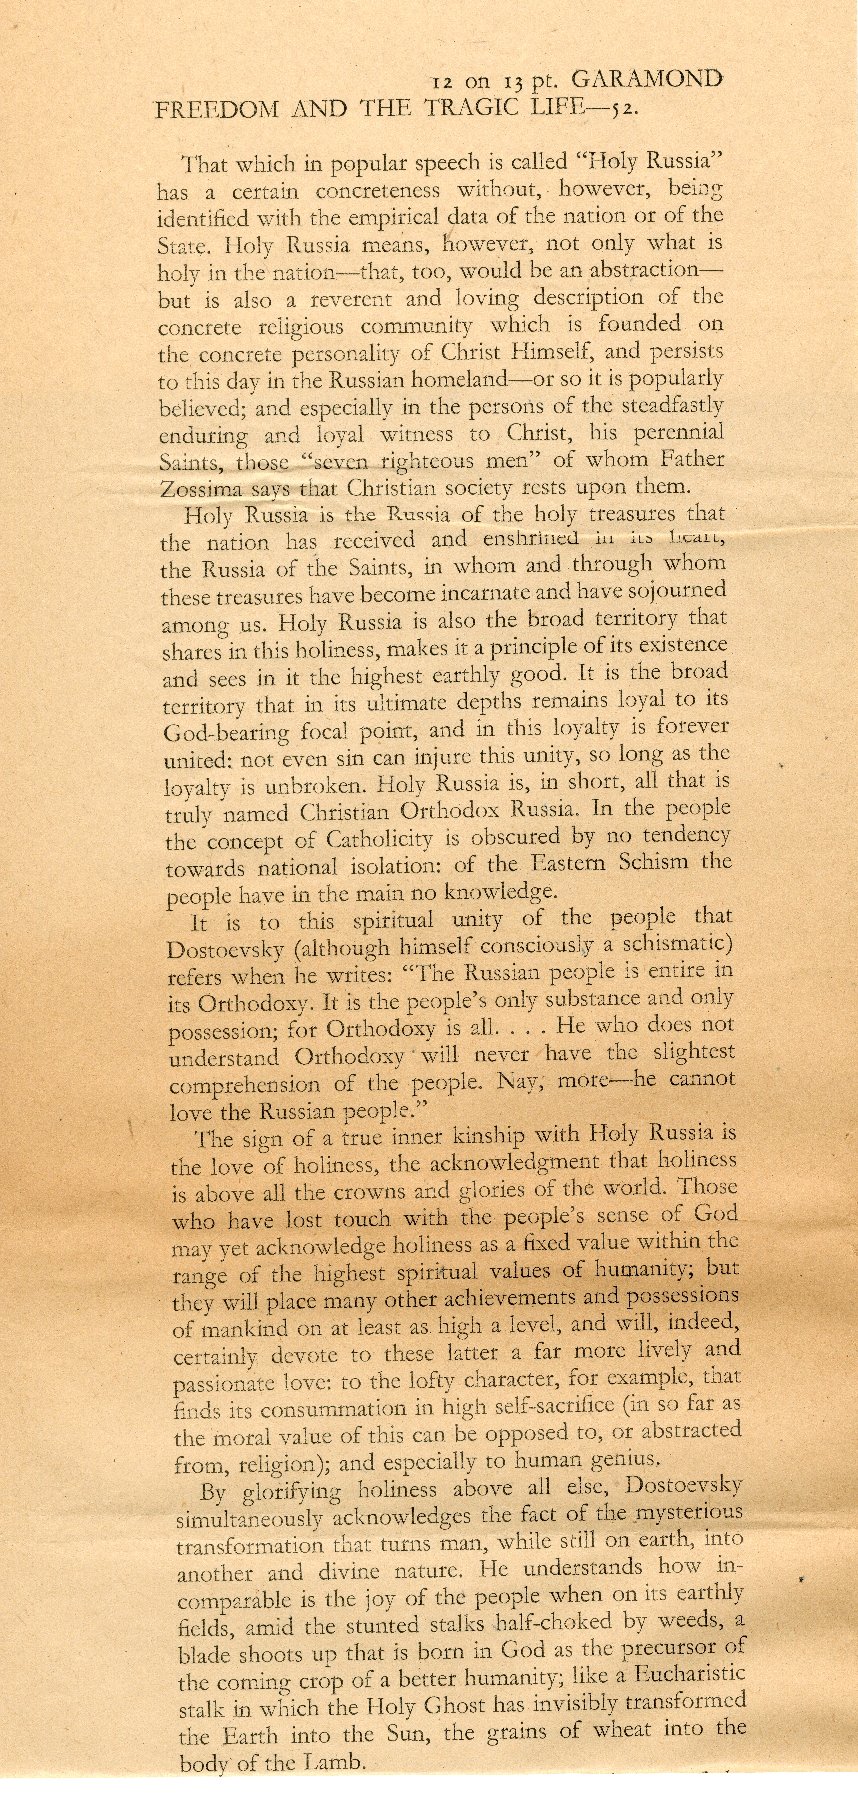 12 on 13 pt. GARAMOND
FREEDOM AND THE TRAGIC LIFE—52.
That which in popular speech is called “Holy Russia”
has a certain concreteness without, however, being
identified with the empirical data of the nation or of the
State. Holy Russia means, however, not only what is
holy in the nation—that, too, would be an abstraction—
but is also a reverent and loving description of the
concrete religious community which is founded on
the concrete personality of Christ Himself, and persists
to this day in the Russian homeland—or so it is popularly
believed; and especially in the persons of the steadfastly
enduring and loyal witness to Christ, his perennial
Saints, those “seven righteous men” of whom Father
Zossima says that Christian society rests upon them.
Holy Russia is the Russia of the holy treasures that
the nation has received and enshrined in its heart,
the Russia of the Saints, in whom and through whom
these treasures have become incarnate and have sojourned
among us. Holy Russia is also the broad territory that
shares in this holiness, makes it a principle of its existence
and sees in it the highest earthly good. It is the broad
territory that in its ultimate depths remains loyal to its
God-bearing focal point, and in this loyalty is forever
united: not even sin can injure this unity, so long as the
loyalty is unbroken. Holy Russia is, in short, all that is
truly named Christian Orthodox Russia. In the people
the concept of Catholicity is obscured by no tendency
towards national isolation: of the Eastern Schism the
people have in the main no knowledge.
It is to this spiritual unity of the people that
Dostoevsky (although himself consciously a schismatic)
refers when he writes: “The Russian people is entire in
its Orthodoxy. It is the people’s only substance and only
possession; for Orthodoxy is all. . . . He who does not
understand Orthodoxy will never have the slightest
comprehension of the people. Nay, more—he cannot
love the Russian people.”
The sign of a true inner kinship with Holy Russia is
the love of holiness, the acknowledgment that holiness
is above all the crowns and glories of the world. Those
who have lost touch with the people’s sense of God
may yet acknowledge holiness as a fixed value within the
range of the highest spiritual values of humanity; but
they will place many other achievements and possessions
of mankind on at least as high a level, and will, indeed,
certainly devote to these latter a far more lively and
passionate love: to the lofty character, for example, that
finds its consummation in high self-sacrifice (in so far as
the moral value of this can be opposed to, or abstracted
from, religion); and especially to human genius.
By glorifying holiness above all else, Dostoevsky
simultaneously acknowledges the fact of the mysterious
transformation that turns man, while still on earth, into
another and divine nature. He understands how in-
comparable is the joy of the people when on its earthly
fields, amid the stunted stalks half-choked by weeds, a
blade shoots up that is born in God as the precursor of
the coming crop of a better humanity; like a Eucharistic
stalk in which the Holy Ghost has invisibly transformed
the Earth into the Sun, the grains of wheat into the
body of the Lamb.